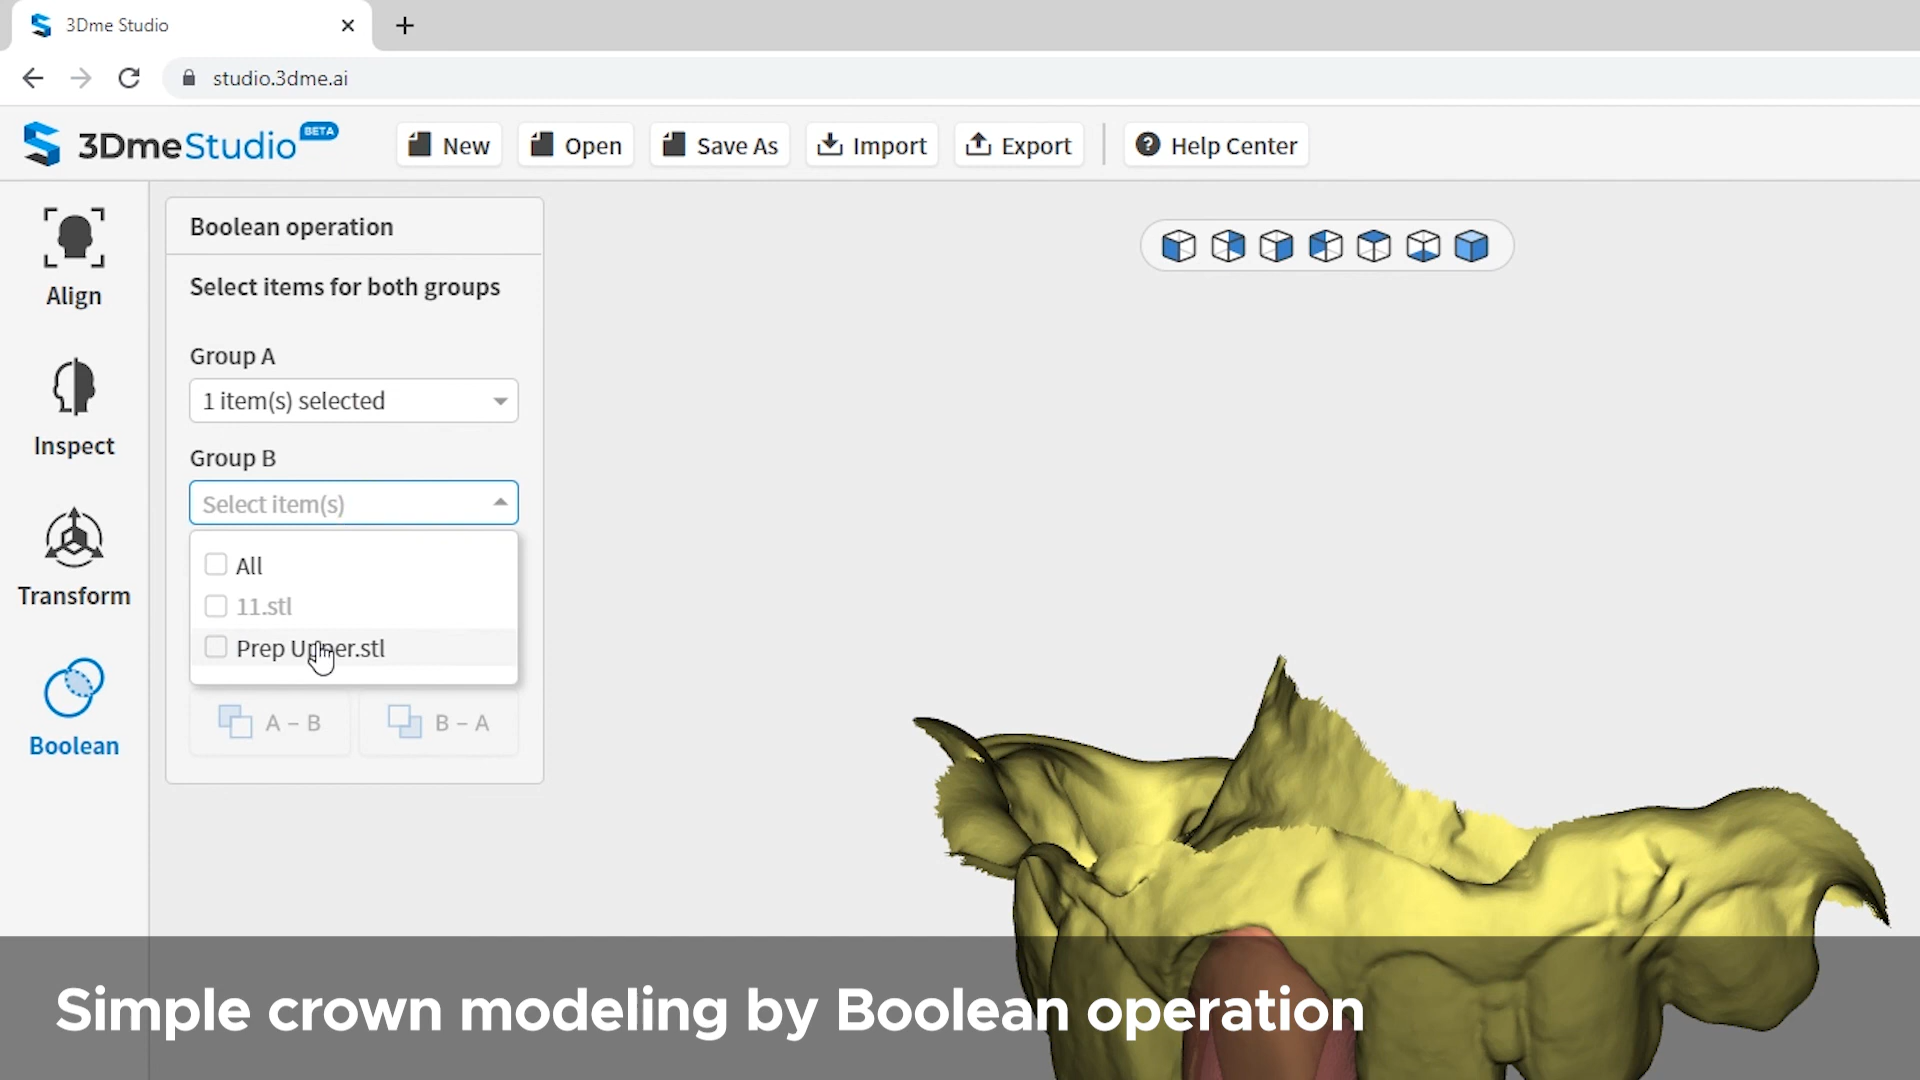 3Dme Studio
studio.3dme.ai
3DmeStudio BETA
New
Open
Save As
Import
Export
Help Center
Align
Inspect
Transform
Boolean
Boolean operation
Select items for both groups
Group A
1 item(s) selected
Group B
Select item(s)
All
11.stl
Prep Upper.stl
A – B
B – A
Simple crown modeling by Boolean operation